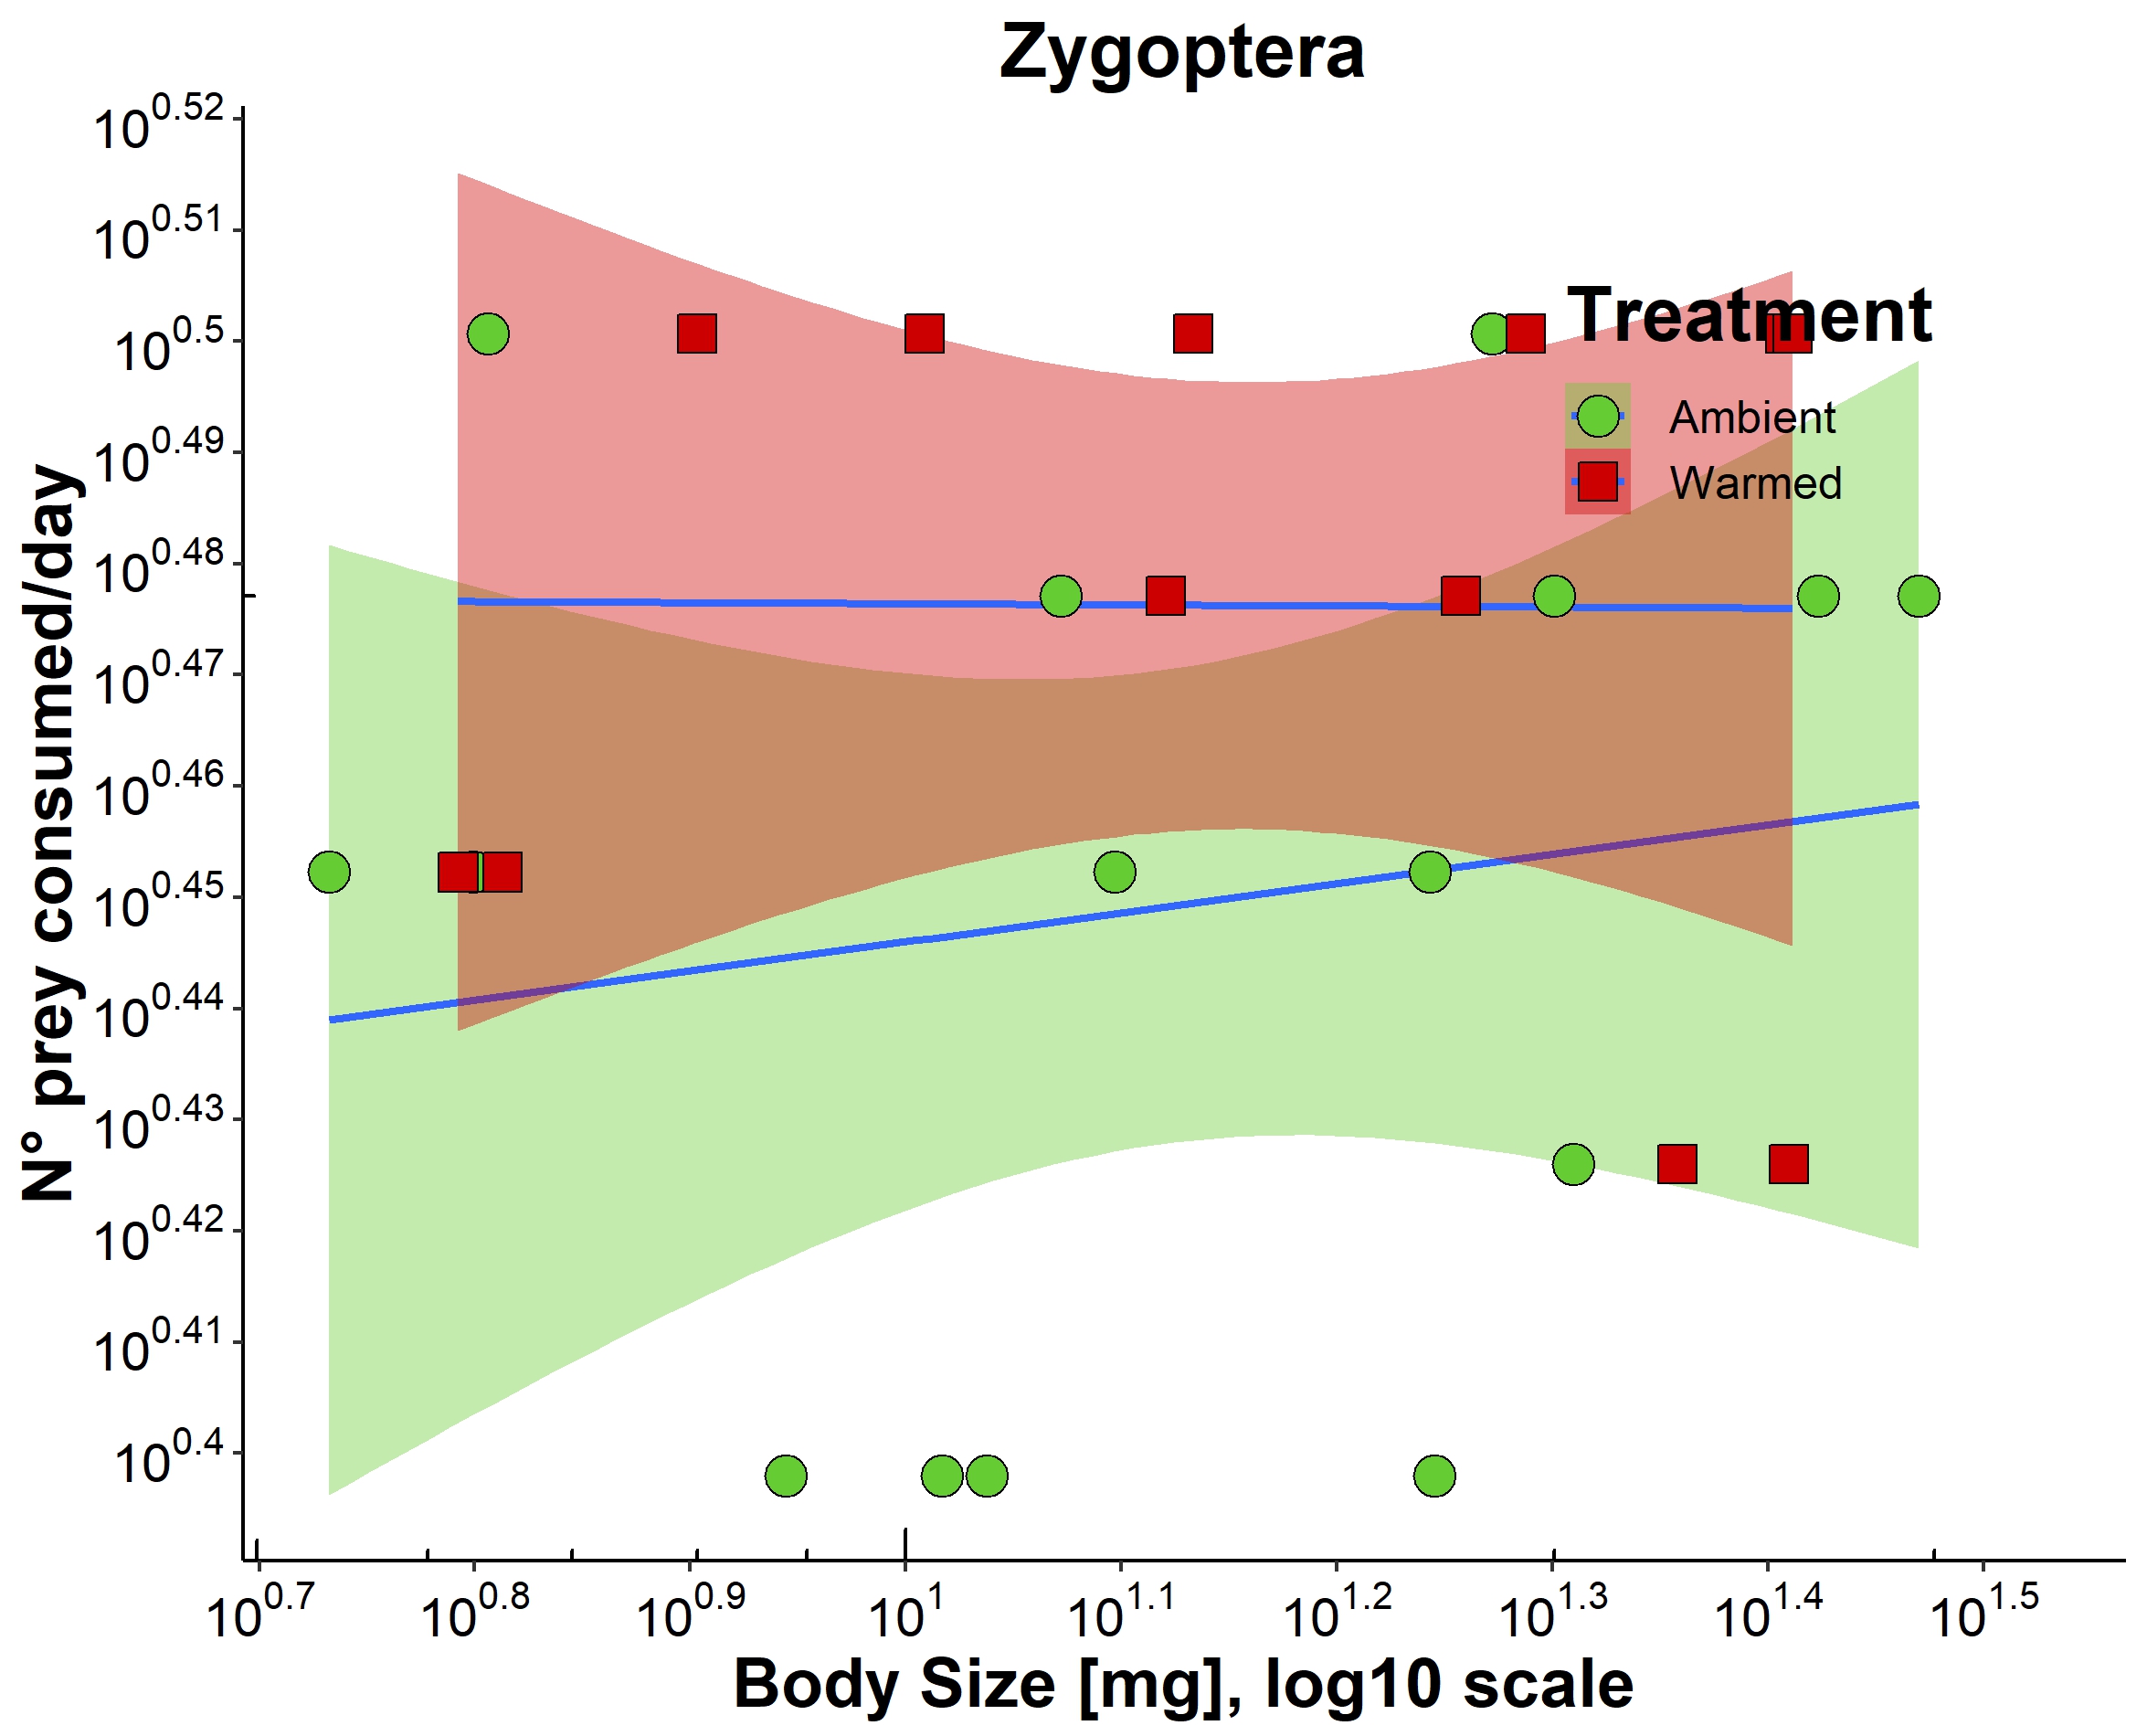 Zygoptera
N° prey consumed/day
10^0.52
10^0.51
10^0.5
10^0.49
10^0.48
10^0.47
10^0.46
10^0.45
10^0.44
10^0.43
10^0.42
10^0.41
10^0.4
Treatment
Ambient
Warmed
10^0.7 10^0.8 10^0.9 10^1 10^1.1 10^1.2 10^1.3 10^1.4 10^1.5
Body Size [mg], log10 scale